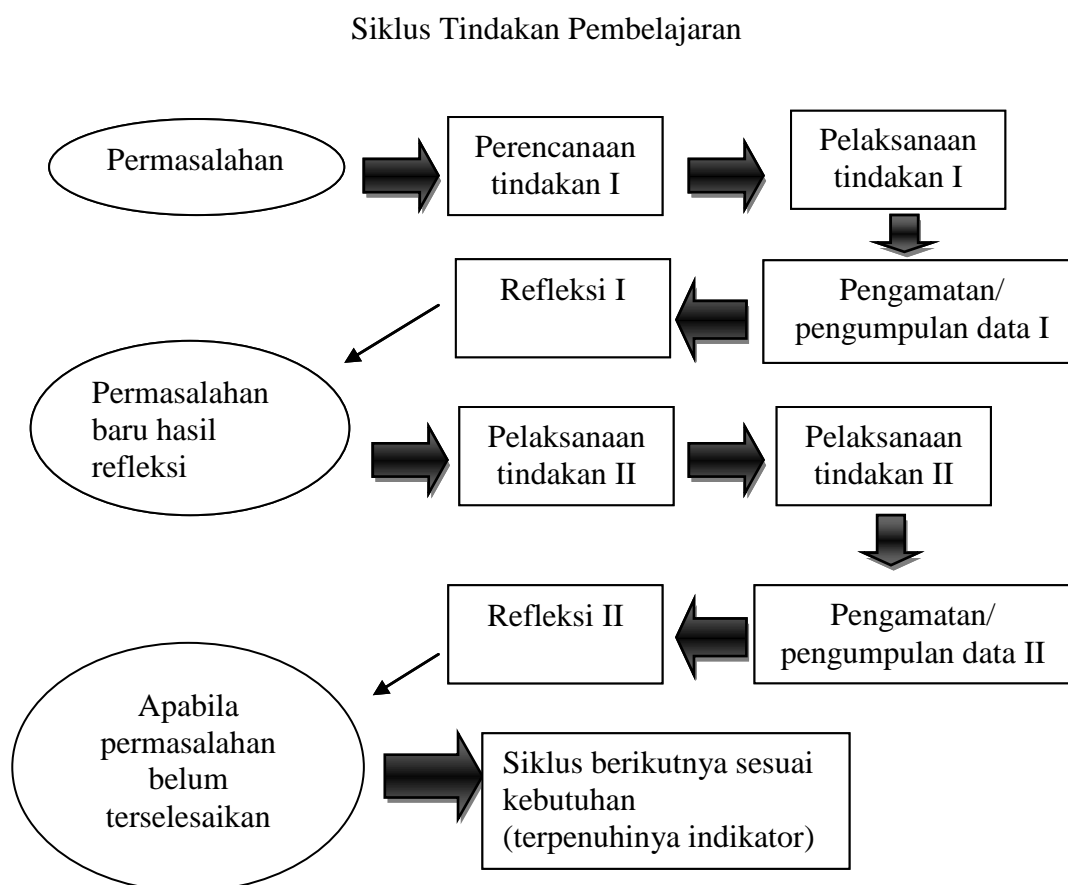 Siklus Tindakan Pembelajaran
Permasalahan
Perencanaan
tindakan I
Pelaksanaan
tindakan I
Pengamatan/
pengumpulan data I
Refleksi I
Permasalahan
baru hasil
refleksi
Pelaksanaan
tindakan II
Pelaksanaan
tindakan II
Pengamatan/
pengumpulan data II
Refleksi II
Apabila
permasalahan
belum
terselesaikan
Siklus berikutnya sesuai
kebutuhan
(terpenuhinya indikator)